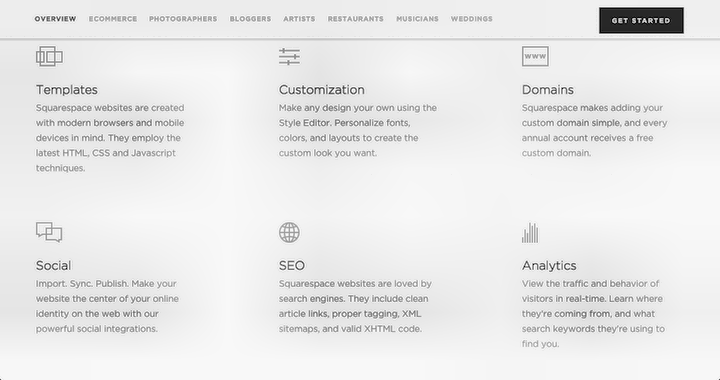 OVERVIEW ECOMMERCE PHOTOGRAPHERS BLOGGERS ARTISTS RESTAURANTS MUSICIANS WEDDINGS GET STARTED
Templates
Squarespace websites are created
with modern browsers and mobile
devices in mind. They employ the
latest HTML, CSS and Javascript
techniques.
Customization
Make any design your own using the
Style Editor. Personalize fonts,
colors, and layouts to create the
custom look you want.
WWW
Domains
Squarespace makes adding your
custom domain simple, and every
annual account receives a free
custom domain.
Social
Import. Sync. Publish. Make your
website the center of your online
identity on the web with our
powerful social integrations.
SEO
Squarespace websites are loved by
search engines. They include clean
article links, proper tagging, XML
sitemaps, and valid XHTML code.
Analytics
View the traffic and behavior of
visitors in real-time. Learn where
they're coming from, and what
search keywords they're using to
find you.